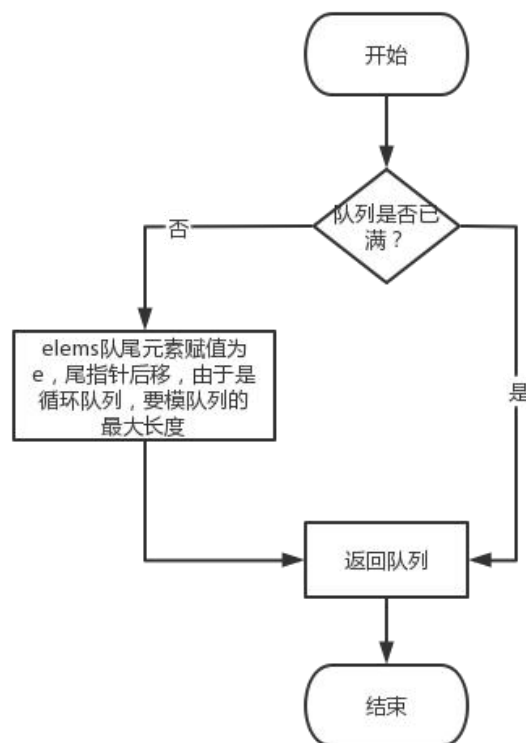 开始
队列是否已
满？
否
elems队尾元素赋值为
e，尾指针后移，由于是
循环队列，要模队列的
最大长度
是
返回队列
结束